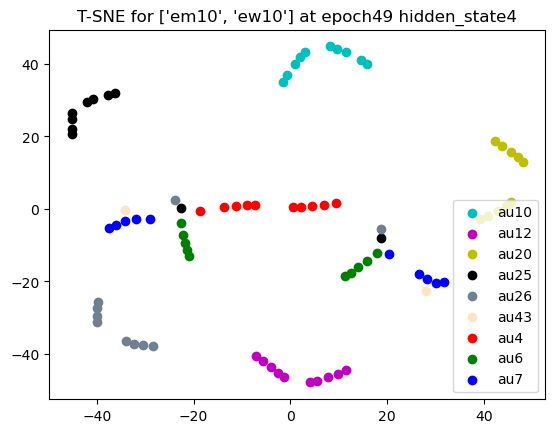 T-SNE for ['em10', 'ew10'] at epoch49 hidden_state4
40
20
0
−20
−40
−40
−20
0
20
40
au10
au12
au20
au25
au26
au43
au4
au6
au7